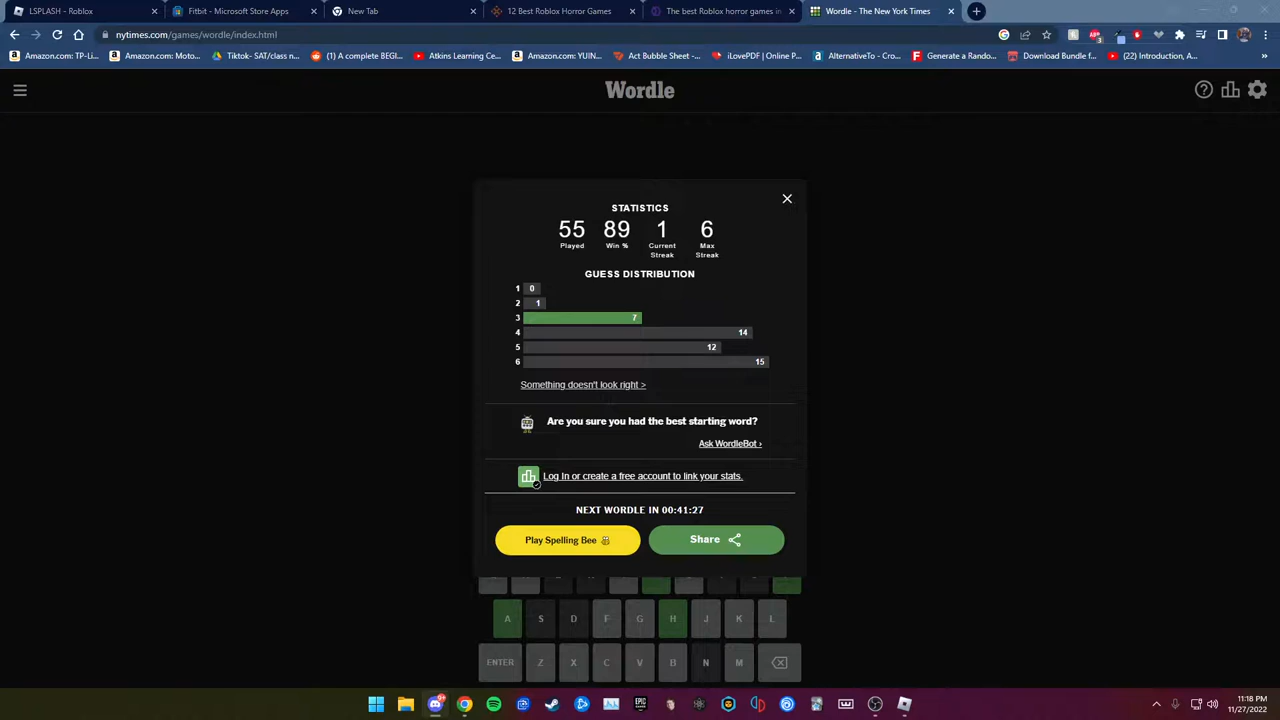 LSPLASH - Roblox
Fitbit - Microsoft Store Apps
New Tab
12 Best Roblox Horror Games
The best Roblox horror games in
Wordle - The New York Times
nytimes.com/games/wordle/index.html
Amazon.com: TP-Li...
Amazon.com: Moto...
Tiktok- SAT/class n...
(1) A complete BEGI...
Atkins Learning Ce...
Amazon.com: YUIN...
Act Bubble Sheet -...
iLovePDF | Online P...
AlternativeTo - Cro...
Generate a Rando...
Download Bundle f...
(22) Introduction, A...
Wordle
STATISTICS
55 89 1 6
Played Win % Current Streak Max Streak
GUESS DISTRIBUTION
1 0
2 1
3 7
4 14
5 12
6 15
Something doesn't look right >
Are you sure you had the best starting word?
Ask WordleBot ›
Log In or create a free account to link your stats.
NEXT WORDLE IN 00:41:27
Play Spelling Bee
Share
A S D F G H J K L
ENTER Z X C V B N M
11:18 PM
11/27/2022